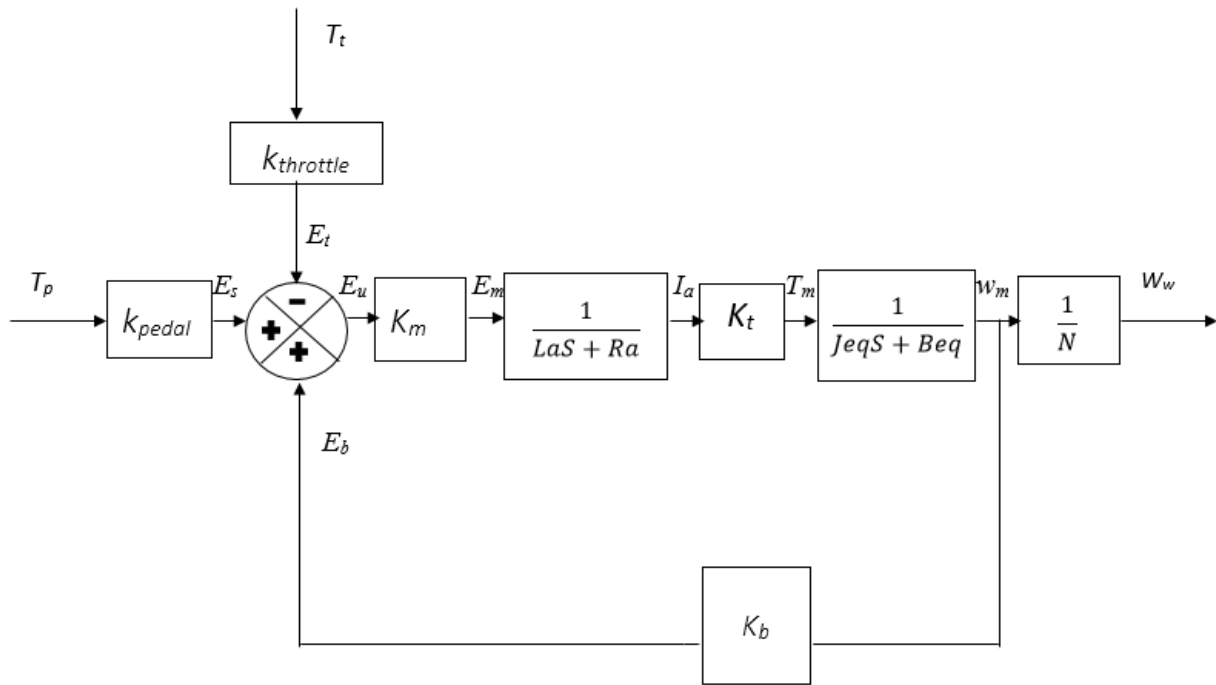 T_t
k_throttle
E_t
T_p
k_pedal
E_s
-
+
+
E_u
K_m
E_m
1
LaS + Ra
I_a
K_t
T_m
1
JeqS + Beq
w_m
1
N
W_w
E_b
K_b